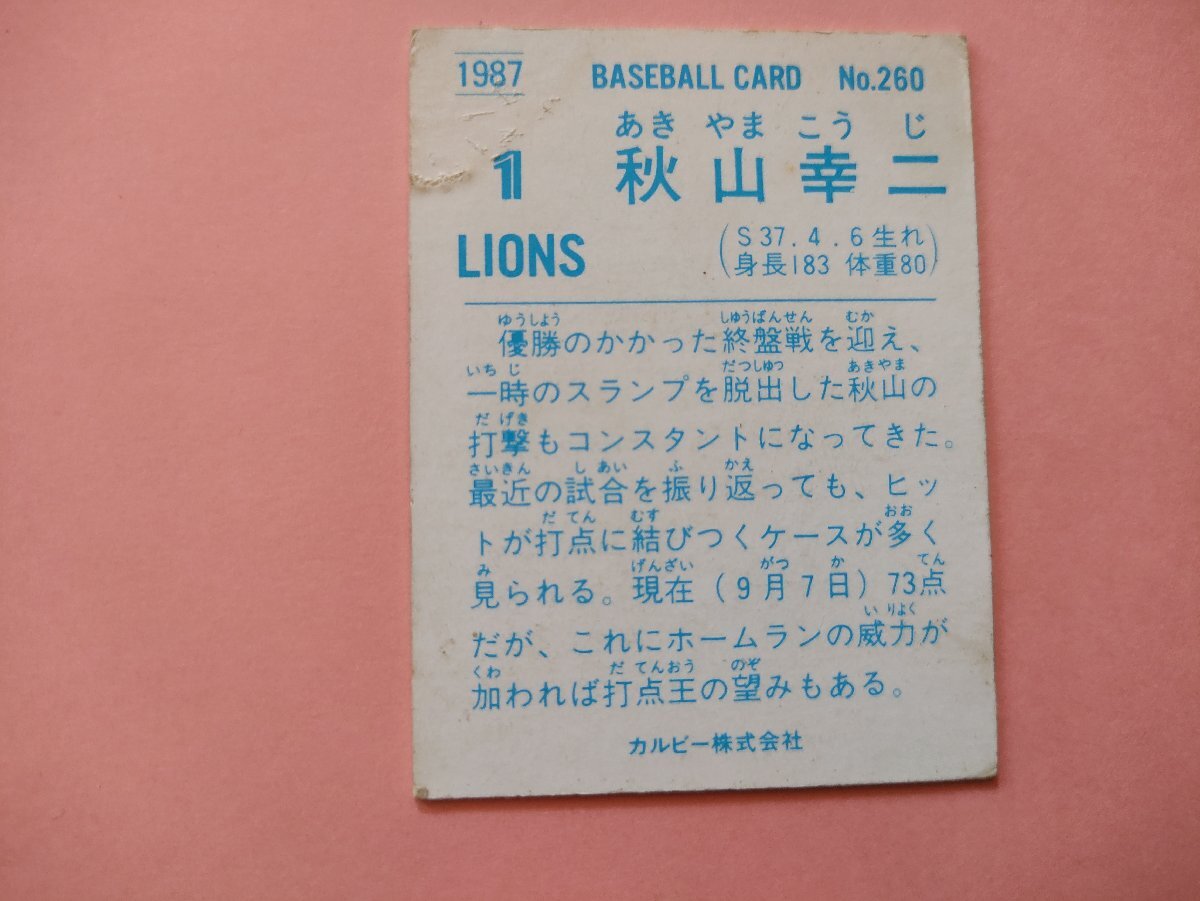 1987 BASEBALL CARD No.260
あき やま こう じ
1 秋山幸二
LIONS
(S37.4.6生れ
身長183 体重80)
ゆうしょう しゅうばんせん むか
優勝のかかった終盤戦を迎え、
いちじ だっしゅつ あきやま
一時のスランプを脱出した秋山の
だげき
打撃もコンスタントになってきた。
さいきん しあい ふ かえ
最近の試合を振り返っても、ヒッ
だてん むす おお
トが打点に結びつくケースが多く
み げんざい がつ か てん
見られる。現在(9月7日)73点
いりよく
だが、これにホームランの威力が
くわ だてんおう のぞ
加われば打点王の望みもある。
カルビー株式会社